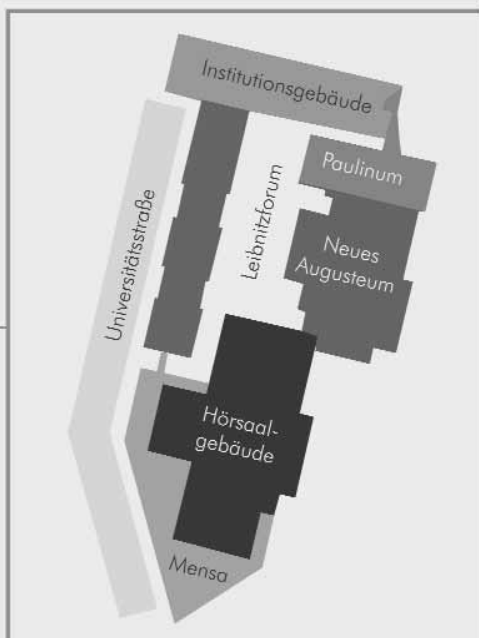 Institutionsgebäude
Paulinum
Leibnitzforum
Universitätsstraße
Neues
Augusteum
Hörsaal-
gebäude
Mensa